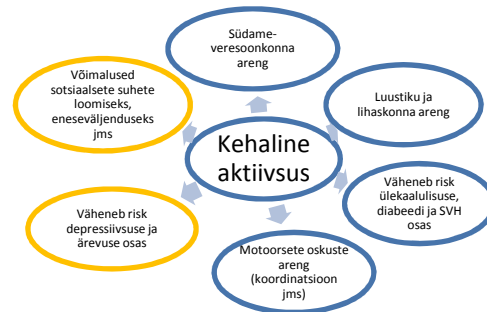 Südame-
veresoonkonna
areng
Võimalused
sotsiaalsete suhete
loomiseks,
eneseväljenduseks
jms
Luustiku ja
lihaskonna areng
Kehaline
aktiivsus
Väheneb risk
depressiivsuse ja
ärevuse osas
Väheneb risk
ülekaalulisuse,
diabeedi ja SVH
osas
Motoorsete oskuste
areng
(koordinatsioon
jms)